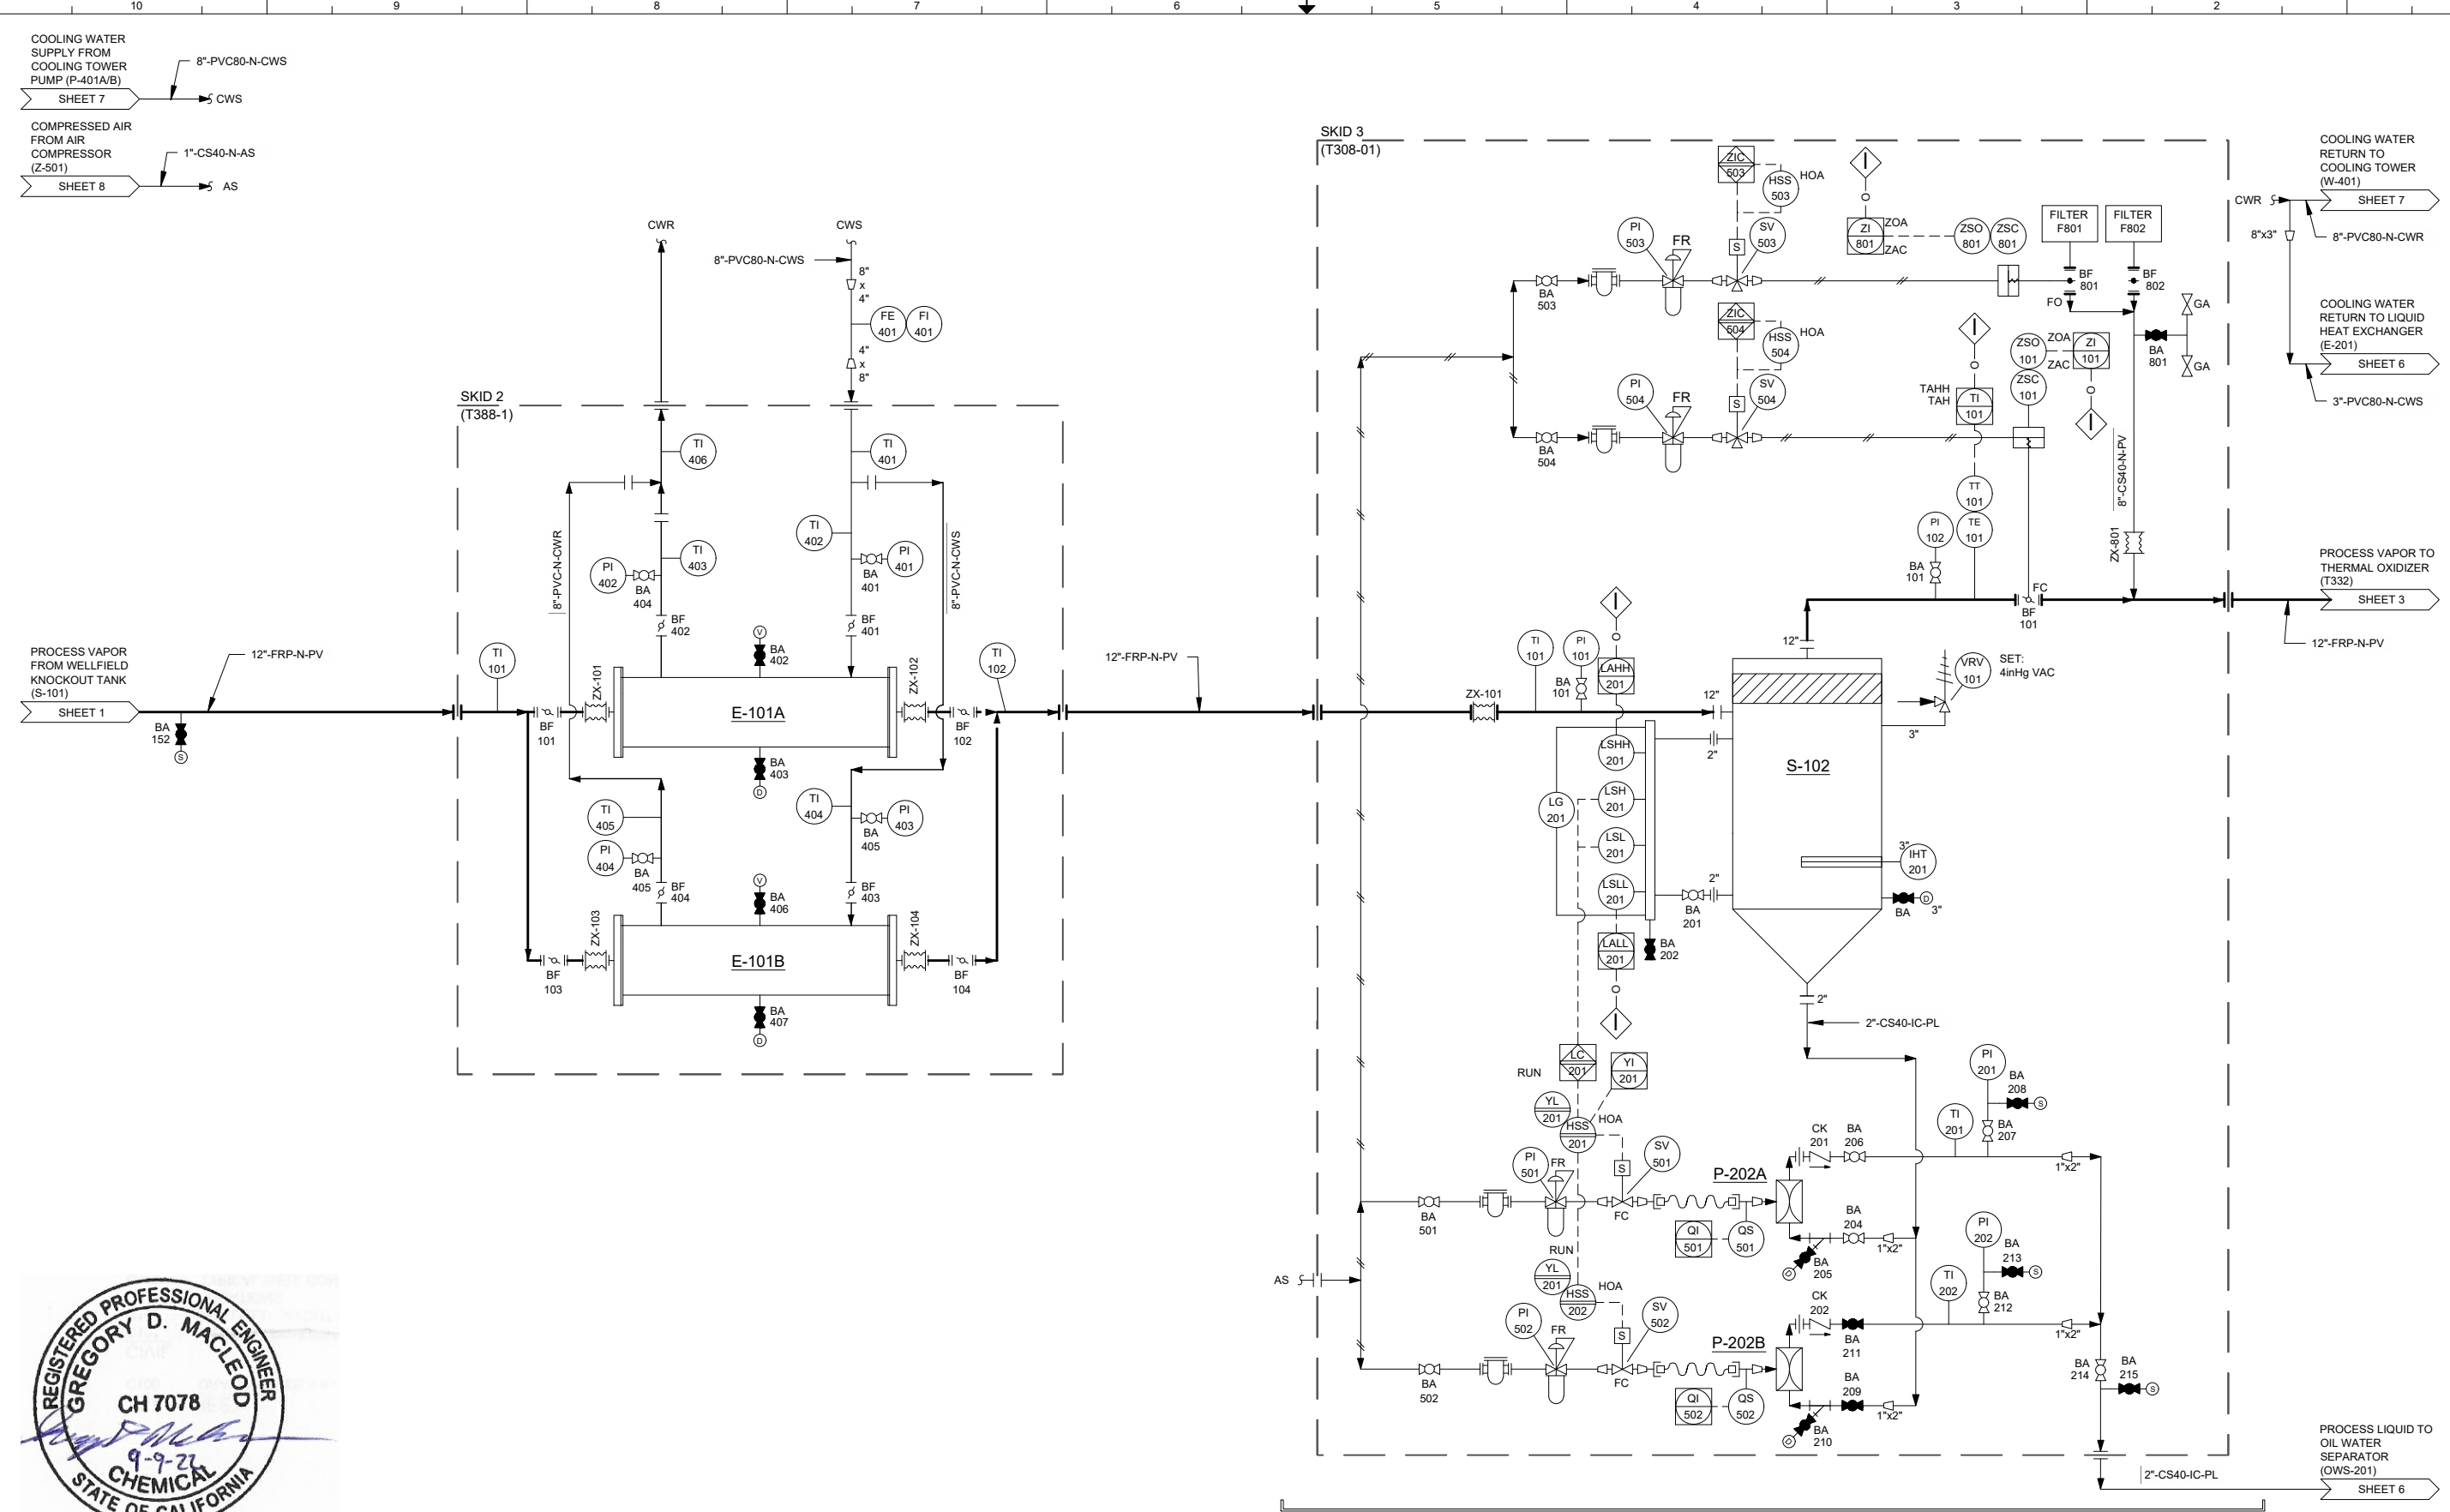 10 9 8 7 6 5 4 3 2
COOLING WATER
SUPPLY FROM
COOLING TOWER
PUMP (P-401A/B)
SHEET 7
8"-PVC80-N-CWS
CWS
COMPRESSED AIR
FROM AIR
COMPRESSOR
(Z-501)
SHEET 8
1"-CS40-N-AS
AS
PROCESS VAPOR
FROM WELLFIELD
KNOCKOUT TANK
(S-101)
SHEET 1
12"-FRP-N-PV
BA
152
S
SKID 2
(T388-1)
CWR
CWS
8"-PVC80-N-CWS
8"
x
4"
FE
401
FI
401
4"
x
8"
TI
406
TI
401
TI
402
PI
401
BA
401
TI
403
PI
402
BA
404
8"-PVC-N-CWR
8"-PVC-N-CWS
BF
402
BF
401
V
BA
402
TI
101
ZX-101
ZX-102
TI
102
BF
101
E-101A
BF
102
BA
403
D
TI
405
TI
404
PI
403
BA
405
PI
404
BA
405
BF
404
BF
403
V
BA
406
ZX-103
ZX-104
BF
103
E-101B
BF
104
BA
407
D
12"-FRP-N-PV
SKID 3
(T308-01)
ZIC
503
HSS
503
HOA
PI
503
FR
S
SV
503
BA
503
I
ZI
801
ZOA
ZAC
ZSO
801
ZSC
801
FILTER
F801
FILTER
F802
BF
801
BF
802
FO
GA
BA
801
GA
ZIC
504
HSS
504
HOA
PI
504
FR
S
SV
504
BA
504
I
TAHH
TAH
TI
101
ZSO
101
ZOA
ZAC
ZI
101
ZSC
101
I
TT
101
TE
101
PI
102
BA
101
8"-CS40-N-PV
ZX-801
FC
BF
101
CWR
8"x3"
COOLING WATER
RETURN TO
COOLING TOWER
(W-401)
SHEET 7
8"-PVC80-N-CWR
COOLING WATER
RETURN TO LIQUID
HEAT EXCHANGER
(E-201)
SHEET 6
3"-PVC80-N-CWS
PROCESS VAPOR TO
THERMAL OXIDIZER
(T332)
SHEET 3
12"-FRP-N-PV
I
LAHH
201
TI
101
PI
101
BA
101
ZX-101
12"
12"
2"
LSHH
201
LSH
201
LSL
201
LSLL
201
LG
201
LALL
201
I
BA
202
BA
201
2"
S-102
VRV
101
SET:
4inHg VAC
3"
3"
IHT
201
BA
D
3"
2"
2"-CS40-IC-PL
RUN
LC
201
YI
201
YL
201
HSS
201
HOA
PI
501
FR
S
SV
501
FC
BA
501
QI
501
QS
501
P-202A
CK
201
BA
206
TI
201
PI
201
BA
208
S
BA
207
1"x2"
BA
204
1"x2"
BA
205
D
AS
RUN
YL
201
HSS
202
HOA
PI
502
FR
S
SV
502
FC
BA
502
QI
502
QS
502
P-202B
CK
202
BA
211
TI
202
PI
202
BA
213
S
BA
212
1"x2"
BA
209
1"x2"
BA
210
D
BA
214
BA
215
S
2"-CS40-IC-PL
PROCESS LIQUID TO
OIL WATER
SEPARATOR
(OWS-201)
SHEET 6
REGISTERED PROFESSIONAL ENGINEER
GREGORY D. MACLEOD
CH 7078
9-9-22
CHEMICAL
STATE OF CALIFORNIA